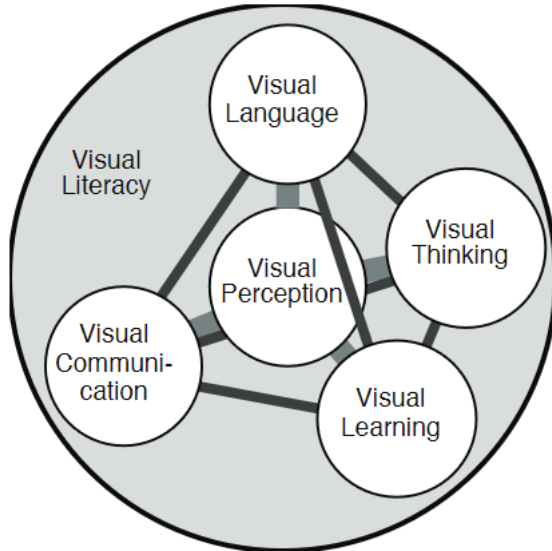 Visual
Language
Visual
Literacy
Visual
Thinking
Visual
Perception
Visual
Communi-
cation
Visual
Learning